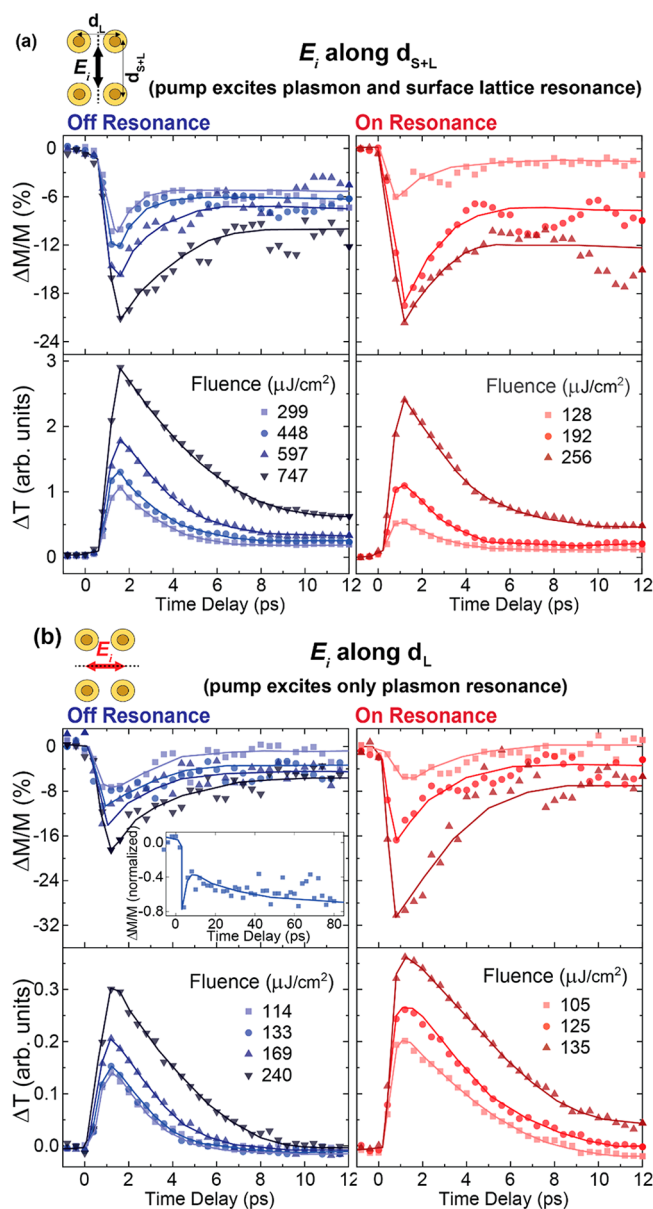 (a)
d_L
E_i
d_S+L
E_i along d_S+L
(pump excites plasmon and surface lattice resonance)
Off Resonance
On Resonance
ΔM/M (%)
0
-6
-12
-18
-24
ΔT (arb. units)
3
2
1
0
Fluence (μJ/cm²)
299
448
597
747
Fluence (μJ/cm²)
128
192
256
0 2 4 6 8 10 12
0 2 4 6 8 10 12
Time Delay (ps)
Time Delay (ps)
(b)
E_i
E_i along d_L
(pump excites only plasmon resonance)
Off Resonance
On Resonance
ΔM/M (%)
0
-8
-16
-24
-32
ΔM/M (normalized)
0.0
-0.4
-0.8
0 20 40 60 80
Time Delay (ps)
ΔT (arb. units)
0.3
0.2
0.1
0.0
Fluence (μJ/cm²)
114
133
169
240
Fluence (μJ/cm²)
105
125
135
0 2 4 6 8 10 12
0 2 4 6 8 10 12
Time Delay (ps)
Time Delay (ps)